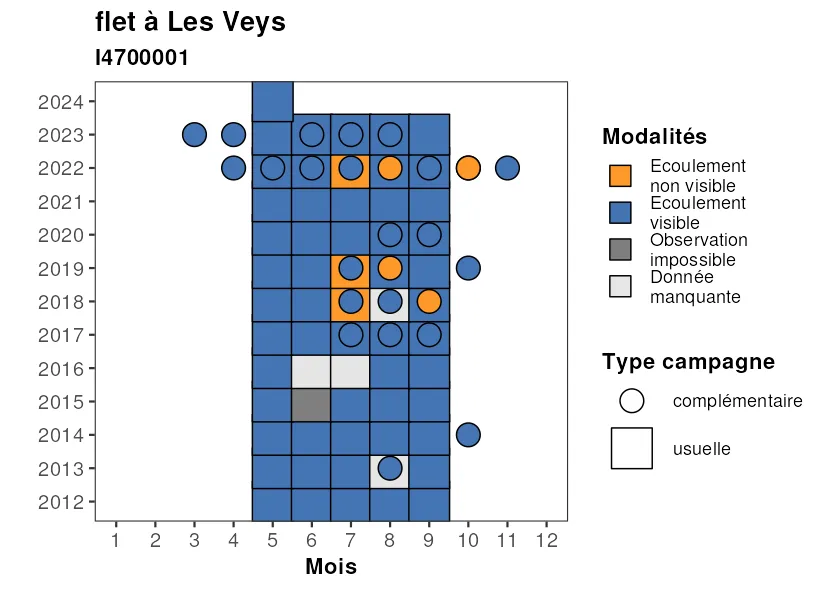 flet à Les Veys
I4700001
2024
2023
2022
2021
2020
2019
2018
2017
2016
2015
2014
2013
2012
1 2 3 4 5 6 7 8 9 10 11 12
Mois
Modalités
Ecoulement
non visible
Ecoulement
visible
Observation
impossible
Donnée
manquante
Type campagne
complémentaire
usuelle